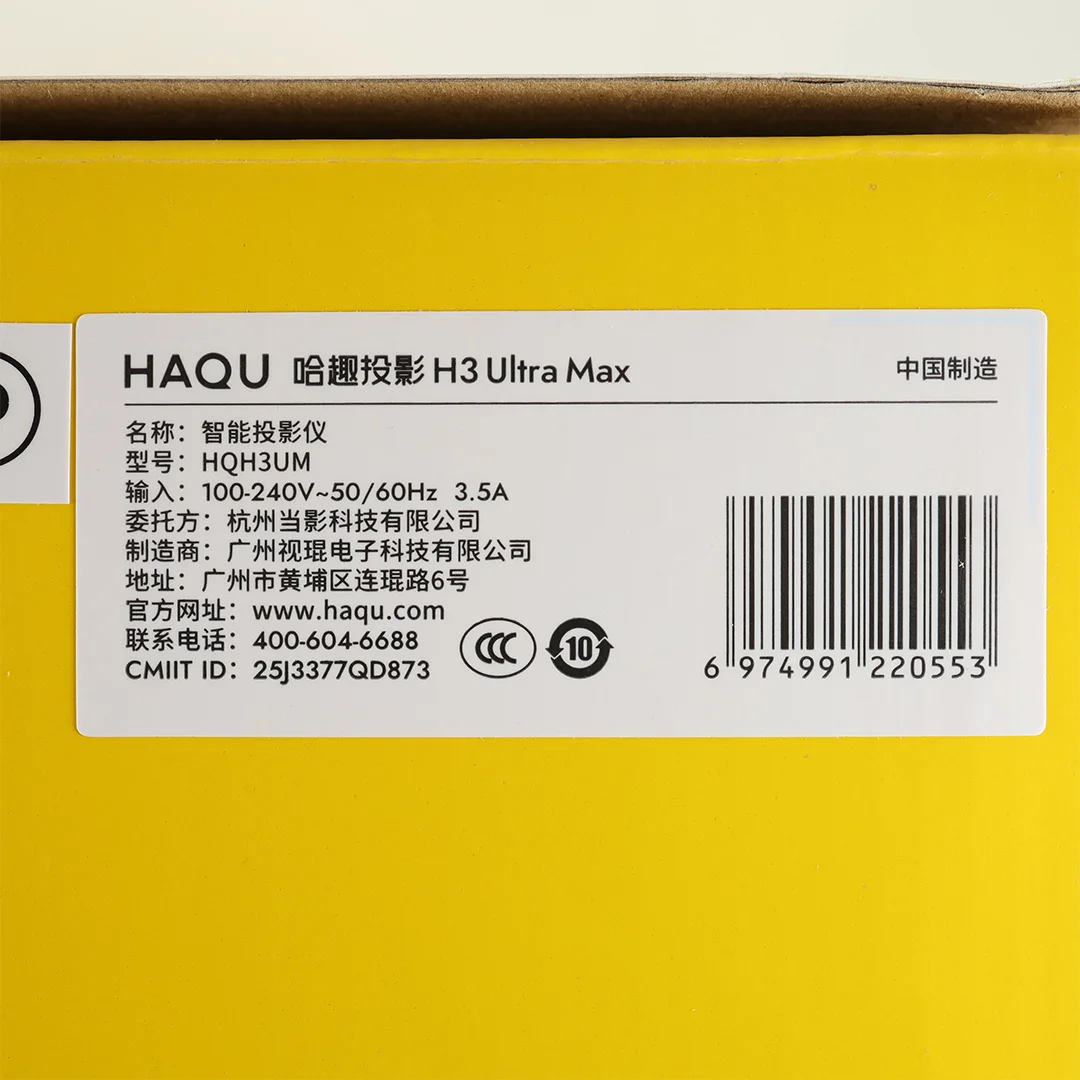 HAQU 哈趣投影 H3 Ultra Max
中国制造
名称：智能投影仪
型号：HQH3UM
输入：100-240V~50/60Hz 3.5A
委托方：杭州当影科技有限公司
制造商：广州视琨电子科技有限公司
地址：广州市黄埔区连琨路6号
官方网址：www.haqu.com
联系电话：400-604-6688
CMIIT ID：25J3377QD873
CCC
10
6 974991 220553